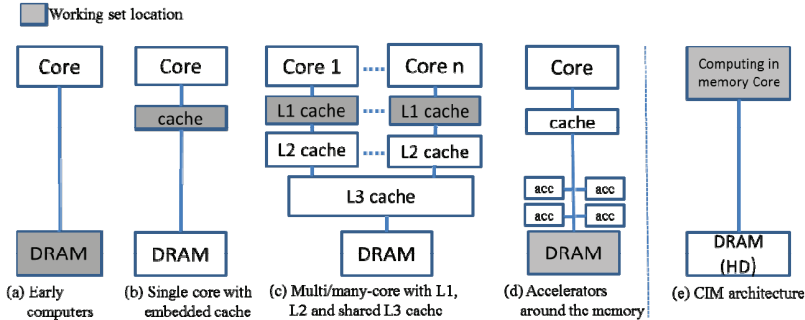 Working set location
Core
DRAM
(a) Early
computers
Core
cache
DRAM
(b) Single core with
embedded cache
Core 1
Core n
L1 cache
L1 cache
L2 cache
L2 cache
L3 cache
DRAM
(c) Multi/many-core with L1,
L2 and shared L3 cache
Core
cache
acc
acc
acc
acc
DRAM
(d) Accelerators
around the memory
Computing in
memory Core
DRAM
(HD)
(e) CIM architecture